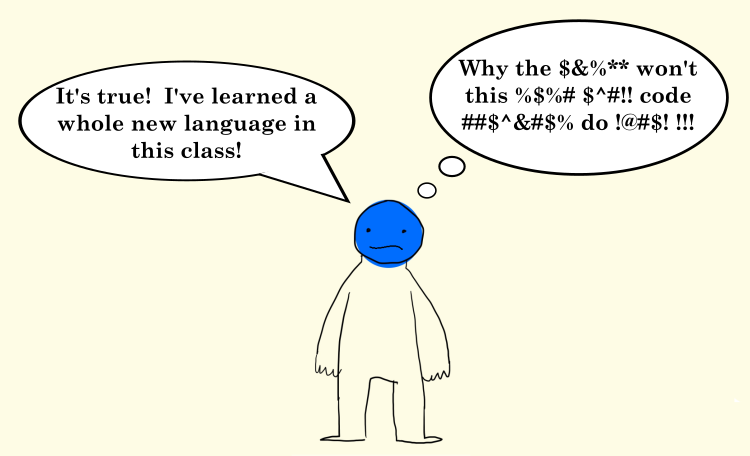 It's true!  I've learned a
whole new language in
this class!
Why the $&%** won't
this %$%# $^#!! code
##$^&#$% do !@#$! !!!